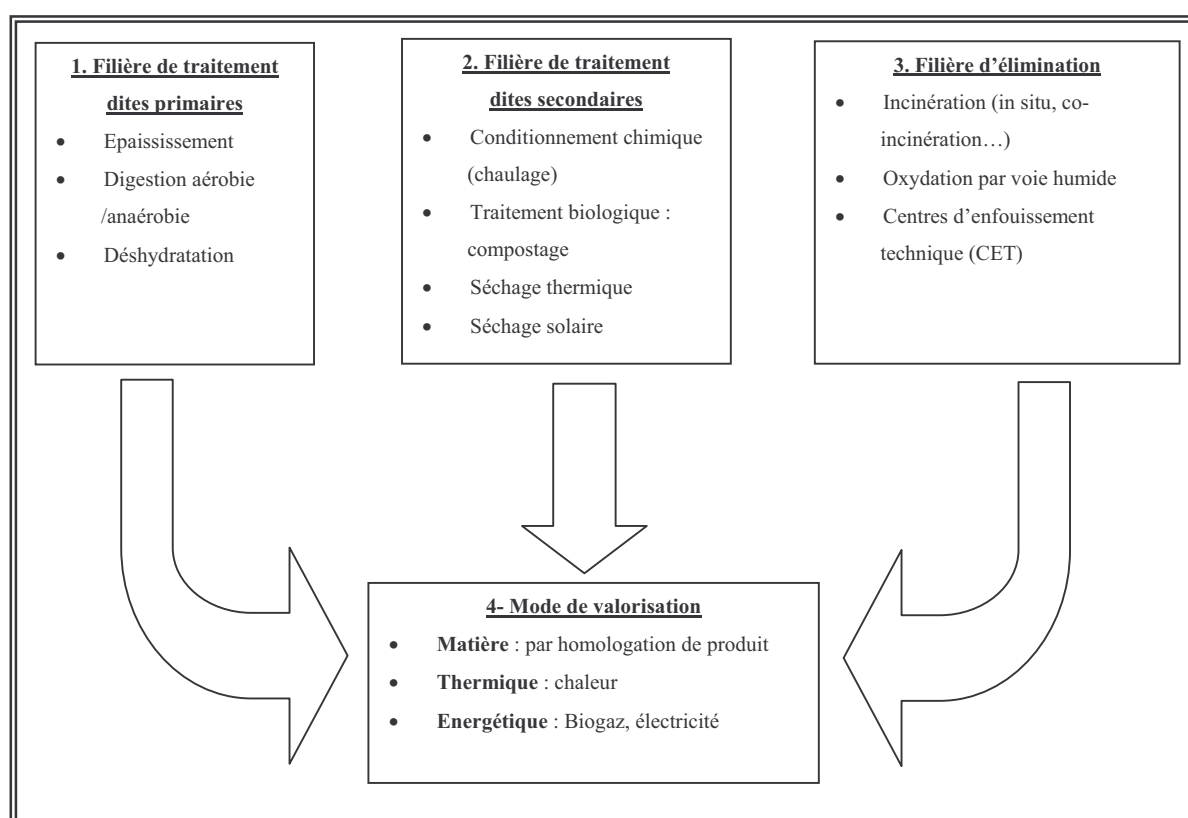 1. Filière de traitement
dites primaires
• Epaississement
• Digestion aérobie
/anaérobie
• Déshydratation
2. Filière de traitement
dites secondaires
• Conditionnement chimique
(chaulage)
• Traitement biologique :
compostage
• Séchage thermique
• Séchage solaire
3. Filière d’élimination
• Incinération (in situ, co-
incinération…)
• Oxydation par voie humide
• Centres d’enfouissement
technique (CET)
4- Mode de valorisation
• Matière : par homologation de produit
• Thermique : chaleur
• Energétique : Biogaz, électricité